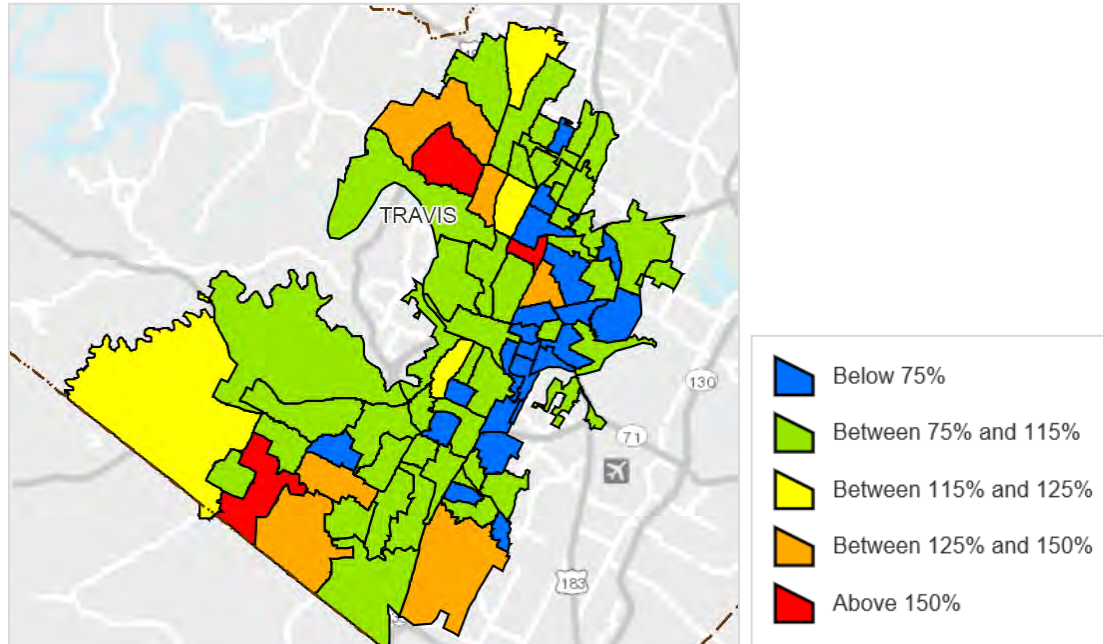 TRAVIS
130
71
183
Below 75%
Between 75% and 115%
Between 115% and 125%
Between 125% and 150%
Above 150%